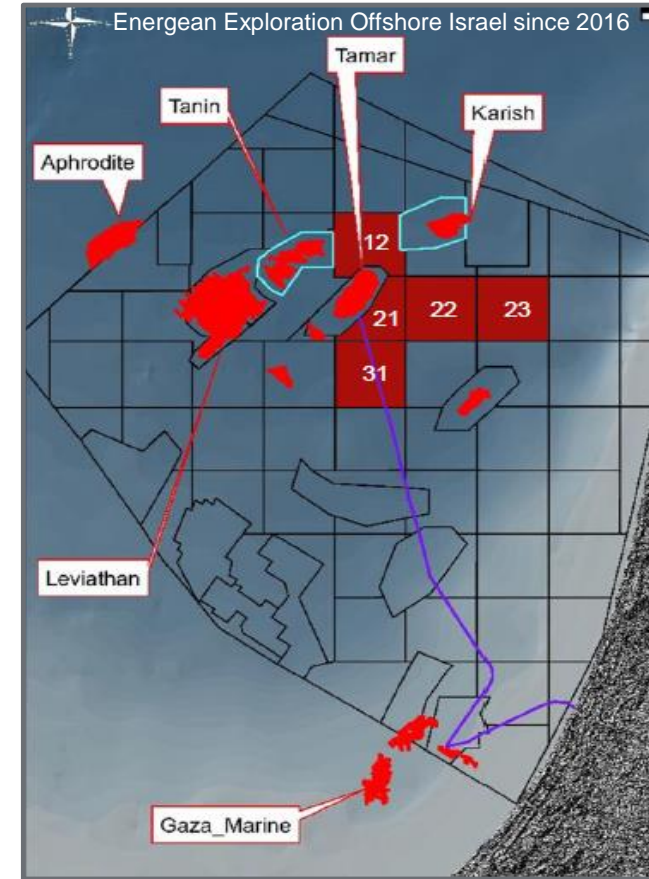 Energean Exploration Offshore Israel since 2016
Tamar
Tanin
Karish
Aphrodite
12
21
22
23
31
Leviathan
Gaza_Marine